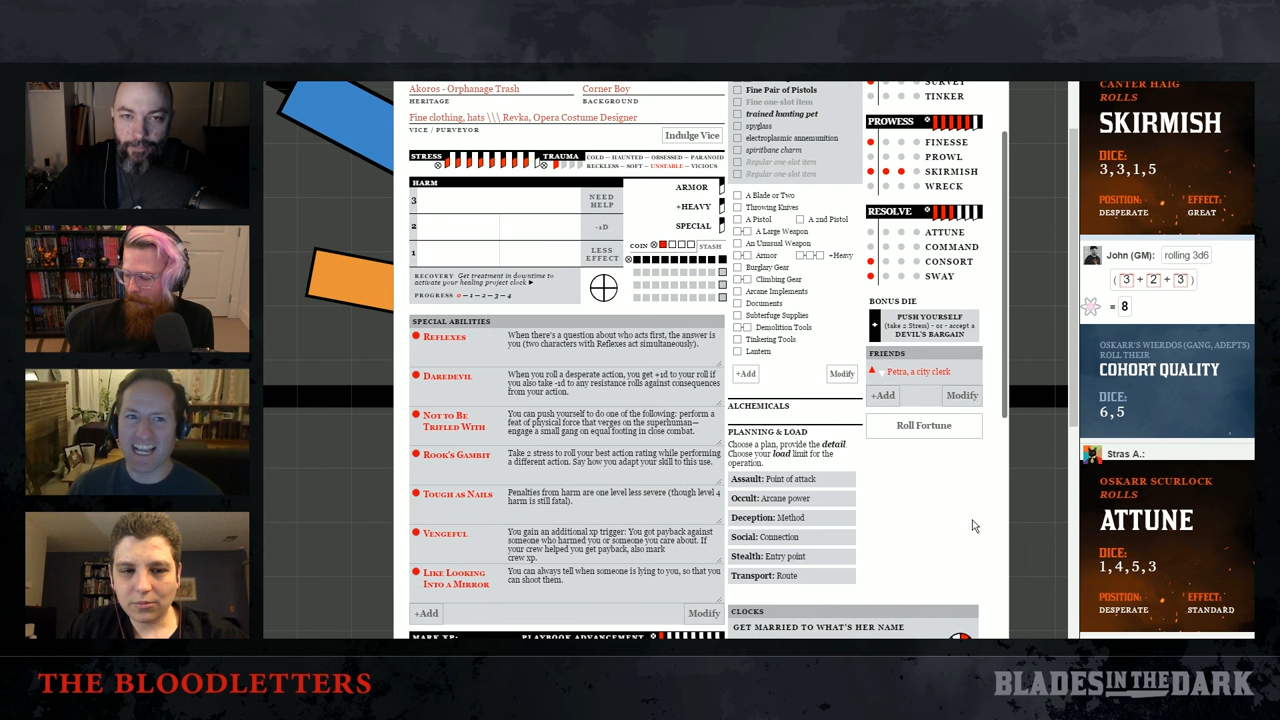 Akoros - Orphanage Trash
HERITAGE
Corner Boy
BACKGROUND
Fine clothing, hats \\\ Revka, Opera Costume Designer
VICE / PURVEYOR
Indulge Vice
STRESS
TRAUMA
COLD — HAUNTED — OBSESSED — PARANOID
RECKLESS — SOFT — UNSTABLE — VICIOUS
HARM
3
NEED HELP
2
-1D
1
LESS EFFECT
ARMOR
+HEAVY
SPECIAL
COIN
STASH
RECOVERY Get treatment in downtime to
activate your healing project clock ▶
PROGRESS 0 – 1 – 2 – 3 – 4
SPECIAL ABILITIES
REFLEXES
When there's a question about who acts first, the answer is
you (two characters with Reflexes act simultaneously).
DAREDEVIL
When you roll a desperate action, you get +1d to your roll if
you also take -1d to any resistance rolls against consequences
from your action.
NOT TO BE
TRIFLED WITH
You can push yourself to do one of the following: perform a
feat of physical force that verges on the superhuman—
engage a small gang on equal footing in close combat.
ROOK'S GAMBIT
Take 2 stress to roll your best action rating while performing
a different action. Say how you adapt your skill to this use.
TOUGH AS NAILS
Penalties from harm are one level less severe (though level 4
harm is still fatal).
VENGEFUL
You gain an additional xp trigger: You got payback against
someone who harmed you or someone you care about. If
your crew helped you get payback, also mark
crew xp.
LIKE LOOKING
INTO A MIRROR
You can always tell when someone is lying to you, so that you
can shoot them.
+Add
Modify
MARK XP:
PLAYBOOK ADVANCEMENT
Fine Pair of Pistols
Fine one-slot item
trained hunting pet
spyglass
electroplasmic ammunition
spiritbane charm
Regular one-slot item
Regular one-slot item
A Blade or Two
Throwing Knives
A Pistol
A 2nd Pistol
A Large Weapon
An Unusual Weapon
Armor
+Heavy
Burglary Gear
Climbing Gear
Arcane Implements
Documents
Subterfuge Supplies
Demolition Tools
Tinkering Tools
Lantern
+Add
Modify
ALCHEMICALS
PLANNING & LOAD
Choose a plan, provide the detail.
Choose your load limit for the
operation.
Assault: Point of attack
Occult: Arcane power
Deception: Method
Social: Connection
Stealth: Entry point
Transport: Route
CLOCKS
GET MARRIED TO WHAT'S HER NAME
SURVEY
TINKER
PROWESS
FINESSE
PROWL
SKIRMISH
WRECK
RESOLVE
ATTUNE
COMMAND
CONSORT
SWAY
BONUS DIE
+
PUSH YOURSELF
(take 2 Stress) - or - accept a
DEVIL'S BARGAIN
FRIENDS
Petra, a city clerk
+Add
Modify
Roll Fortune
CANTER HAIG
ROLLS
SKIRMISH
DICE:
3,3,1,5
POSITION:
DESPERATE
EFFECT:
GREAT
John (GM): rolling 3d6
( 3 + 2 + 3 )
= 8
OSKARR'S WIERDOS (GANG, ADEPTS)
ROLL THEIR
COHORT QUALITY
DICE:
6,5
Stras A.:
OSKARR SCURLOCK
ROLLS
ATTUNE
DICE:
1,4,5,3
POSITION:
DESPERATE
EFFECT:
STANDARD
THE BLOODLETTERS
BLADES IN THE DARK